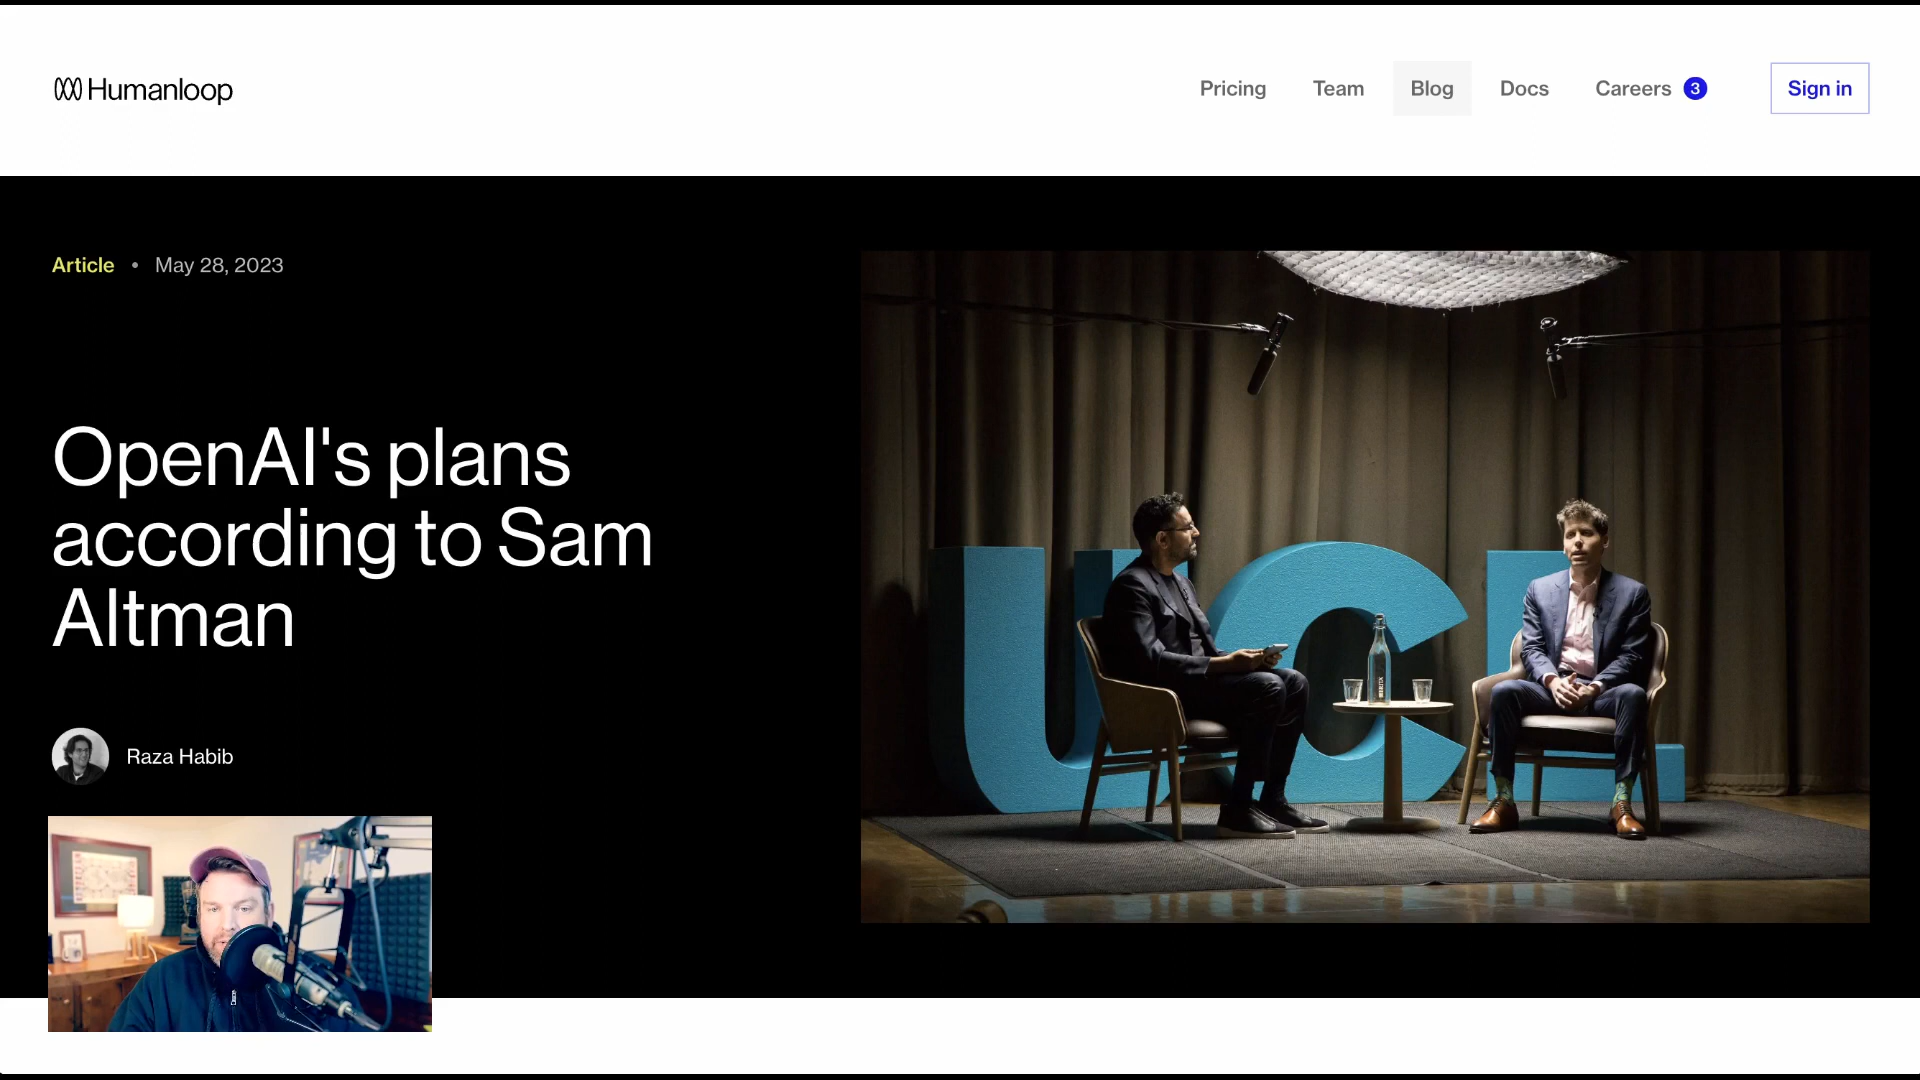 Humanloop
Pricing
Team
Blog
Docs
Careers 3
Sign in
Article • May 28, 2023
OpenAI's plans
according to Sam
Altman
Raza Habib
UCL